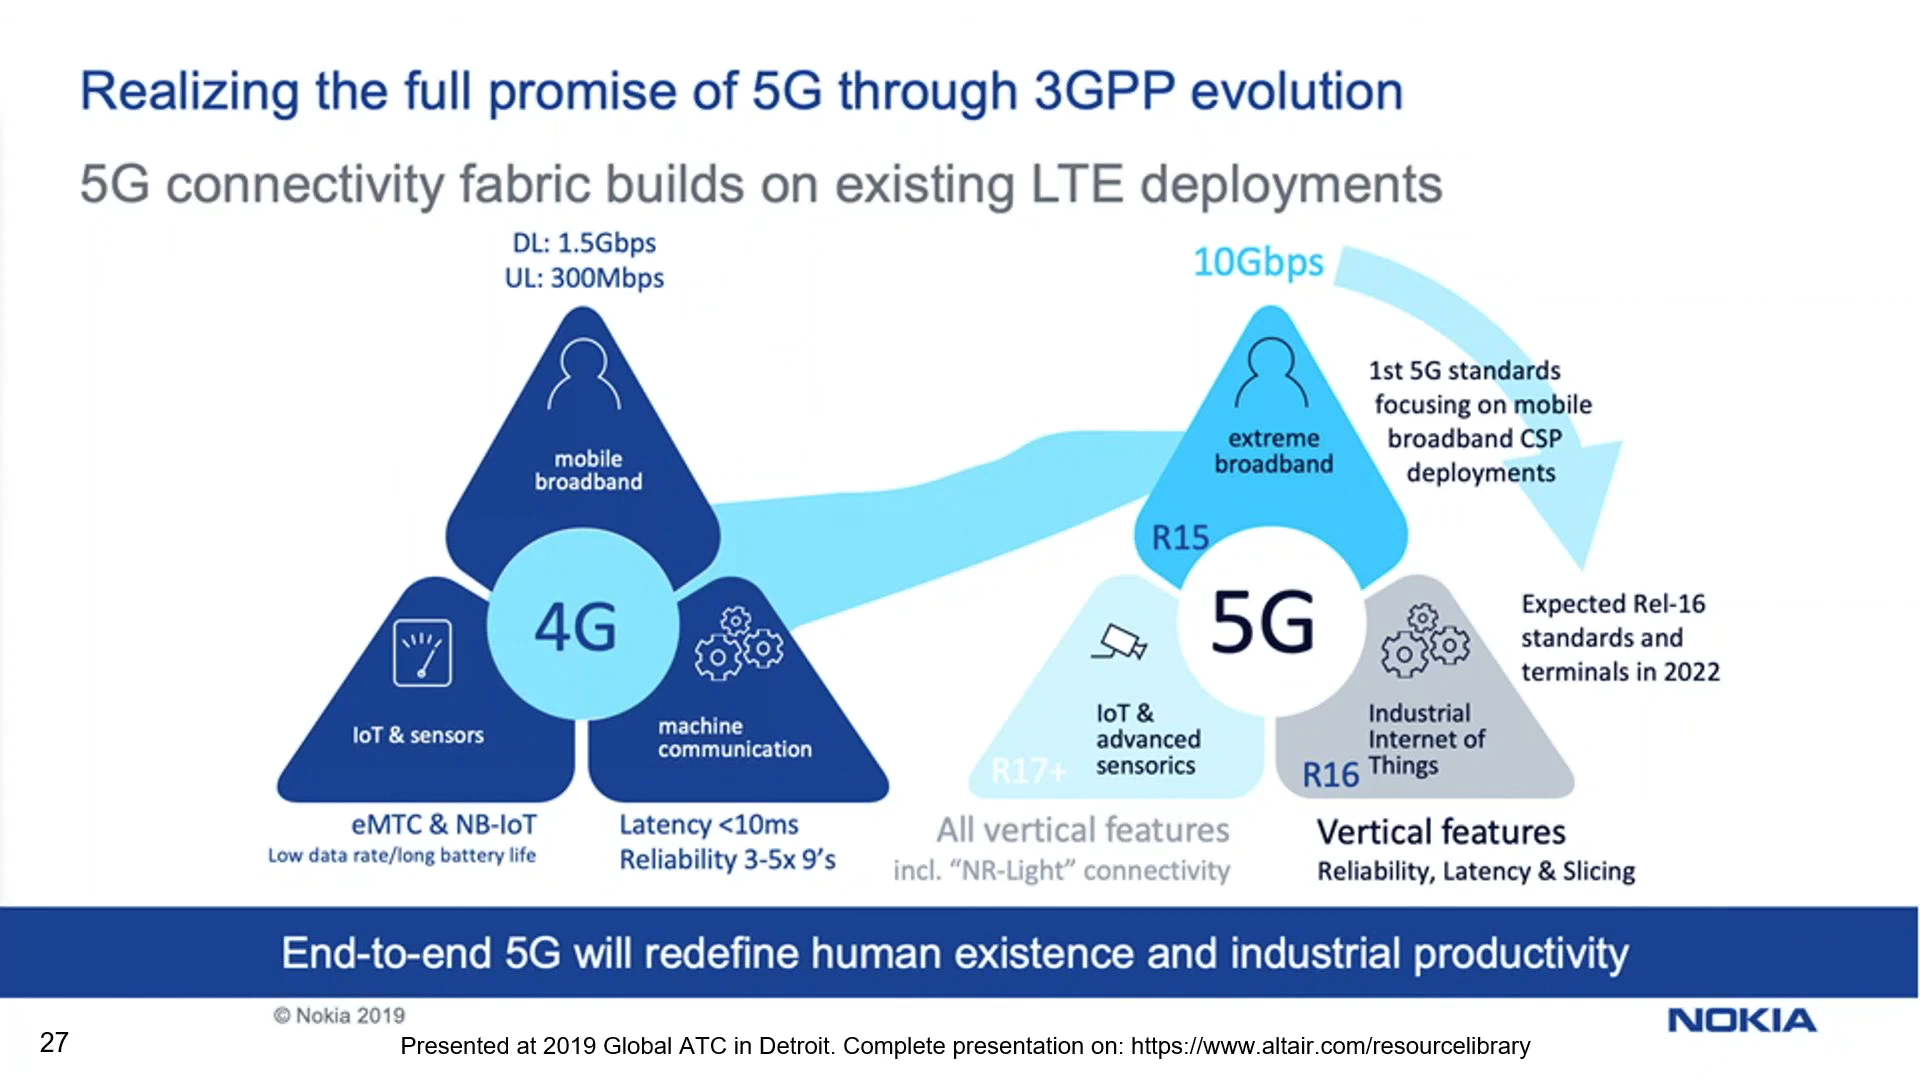 Realizing the full promise of 5G through 3GPP evolution
5G connectivity fabric builds on existing LTE deployments
DL: 1.5Gbps
UL: 300Mbps
mobile
broadband
4G
IoT & sensors
machine
communication
eMTC & NB-IoT
Low data rate/long battery life
Latency <10ms
Reliability 3-5x 9’s
10Gbps
extreme
broadband
R15
1st 5G standards
focusing on mobile
broadband CSP
deployments
5G
IoT &
advanced
sensorics
R17+
Industrial
Internet of
Things
R16
Expected Rel-16
standards and
terminals in 2022
All vertical features
incl. “NR-Light” connectivity
Vertical features
Reliability, Latency & Slicing
End-to-end 5G will redefine human existence and industrial productivity
© Nokia 2019
NOKIA
27
Presented at 2019 Global ATC in Detroit. Complete presentation on: https://www.altair.com/resourcelibrary